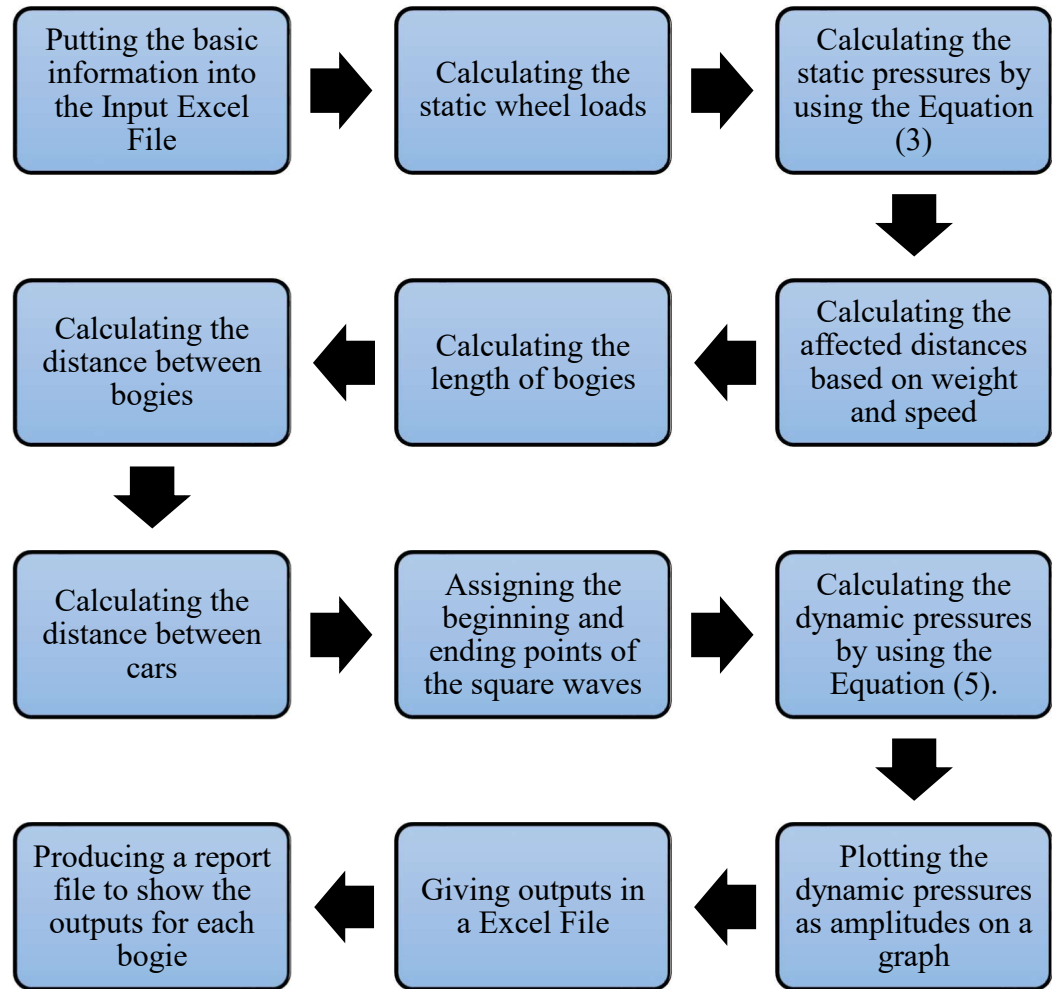 Putting the basic
information into
the Input Excel
File
Calculating the
static wheel loads
Calculating the
static pressures by
using the Equation
(3)
Calculating the
affected distances
based on weight
and speed
Calculating the
length of bogies
Calculating the
distance between
bogies
Calculating the
distance between
cars
Assigning the
beginning and
ending points of
the square waves
Calculating the
dynamic pressures
by using the
Equation (5).
Plotting the
dynamic pressures
as amplitudes on a
graph
Giving outputs in
a Excel File
Producing a report
file to show the
outputs for each
bogie